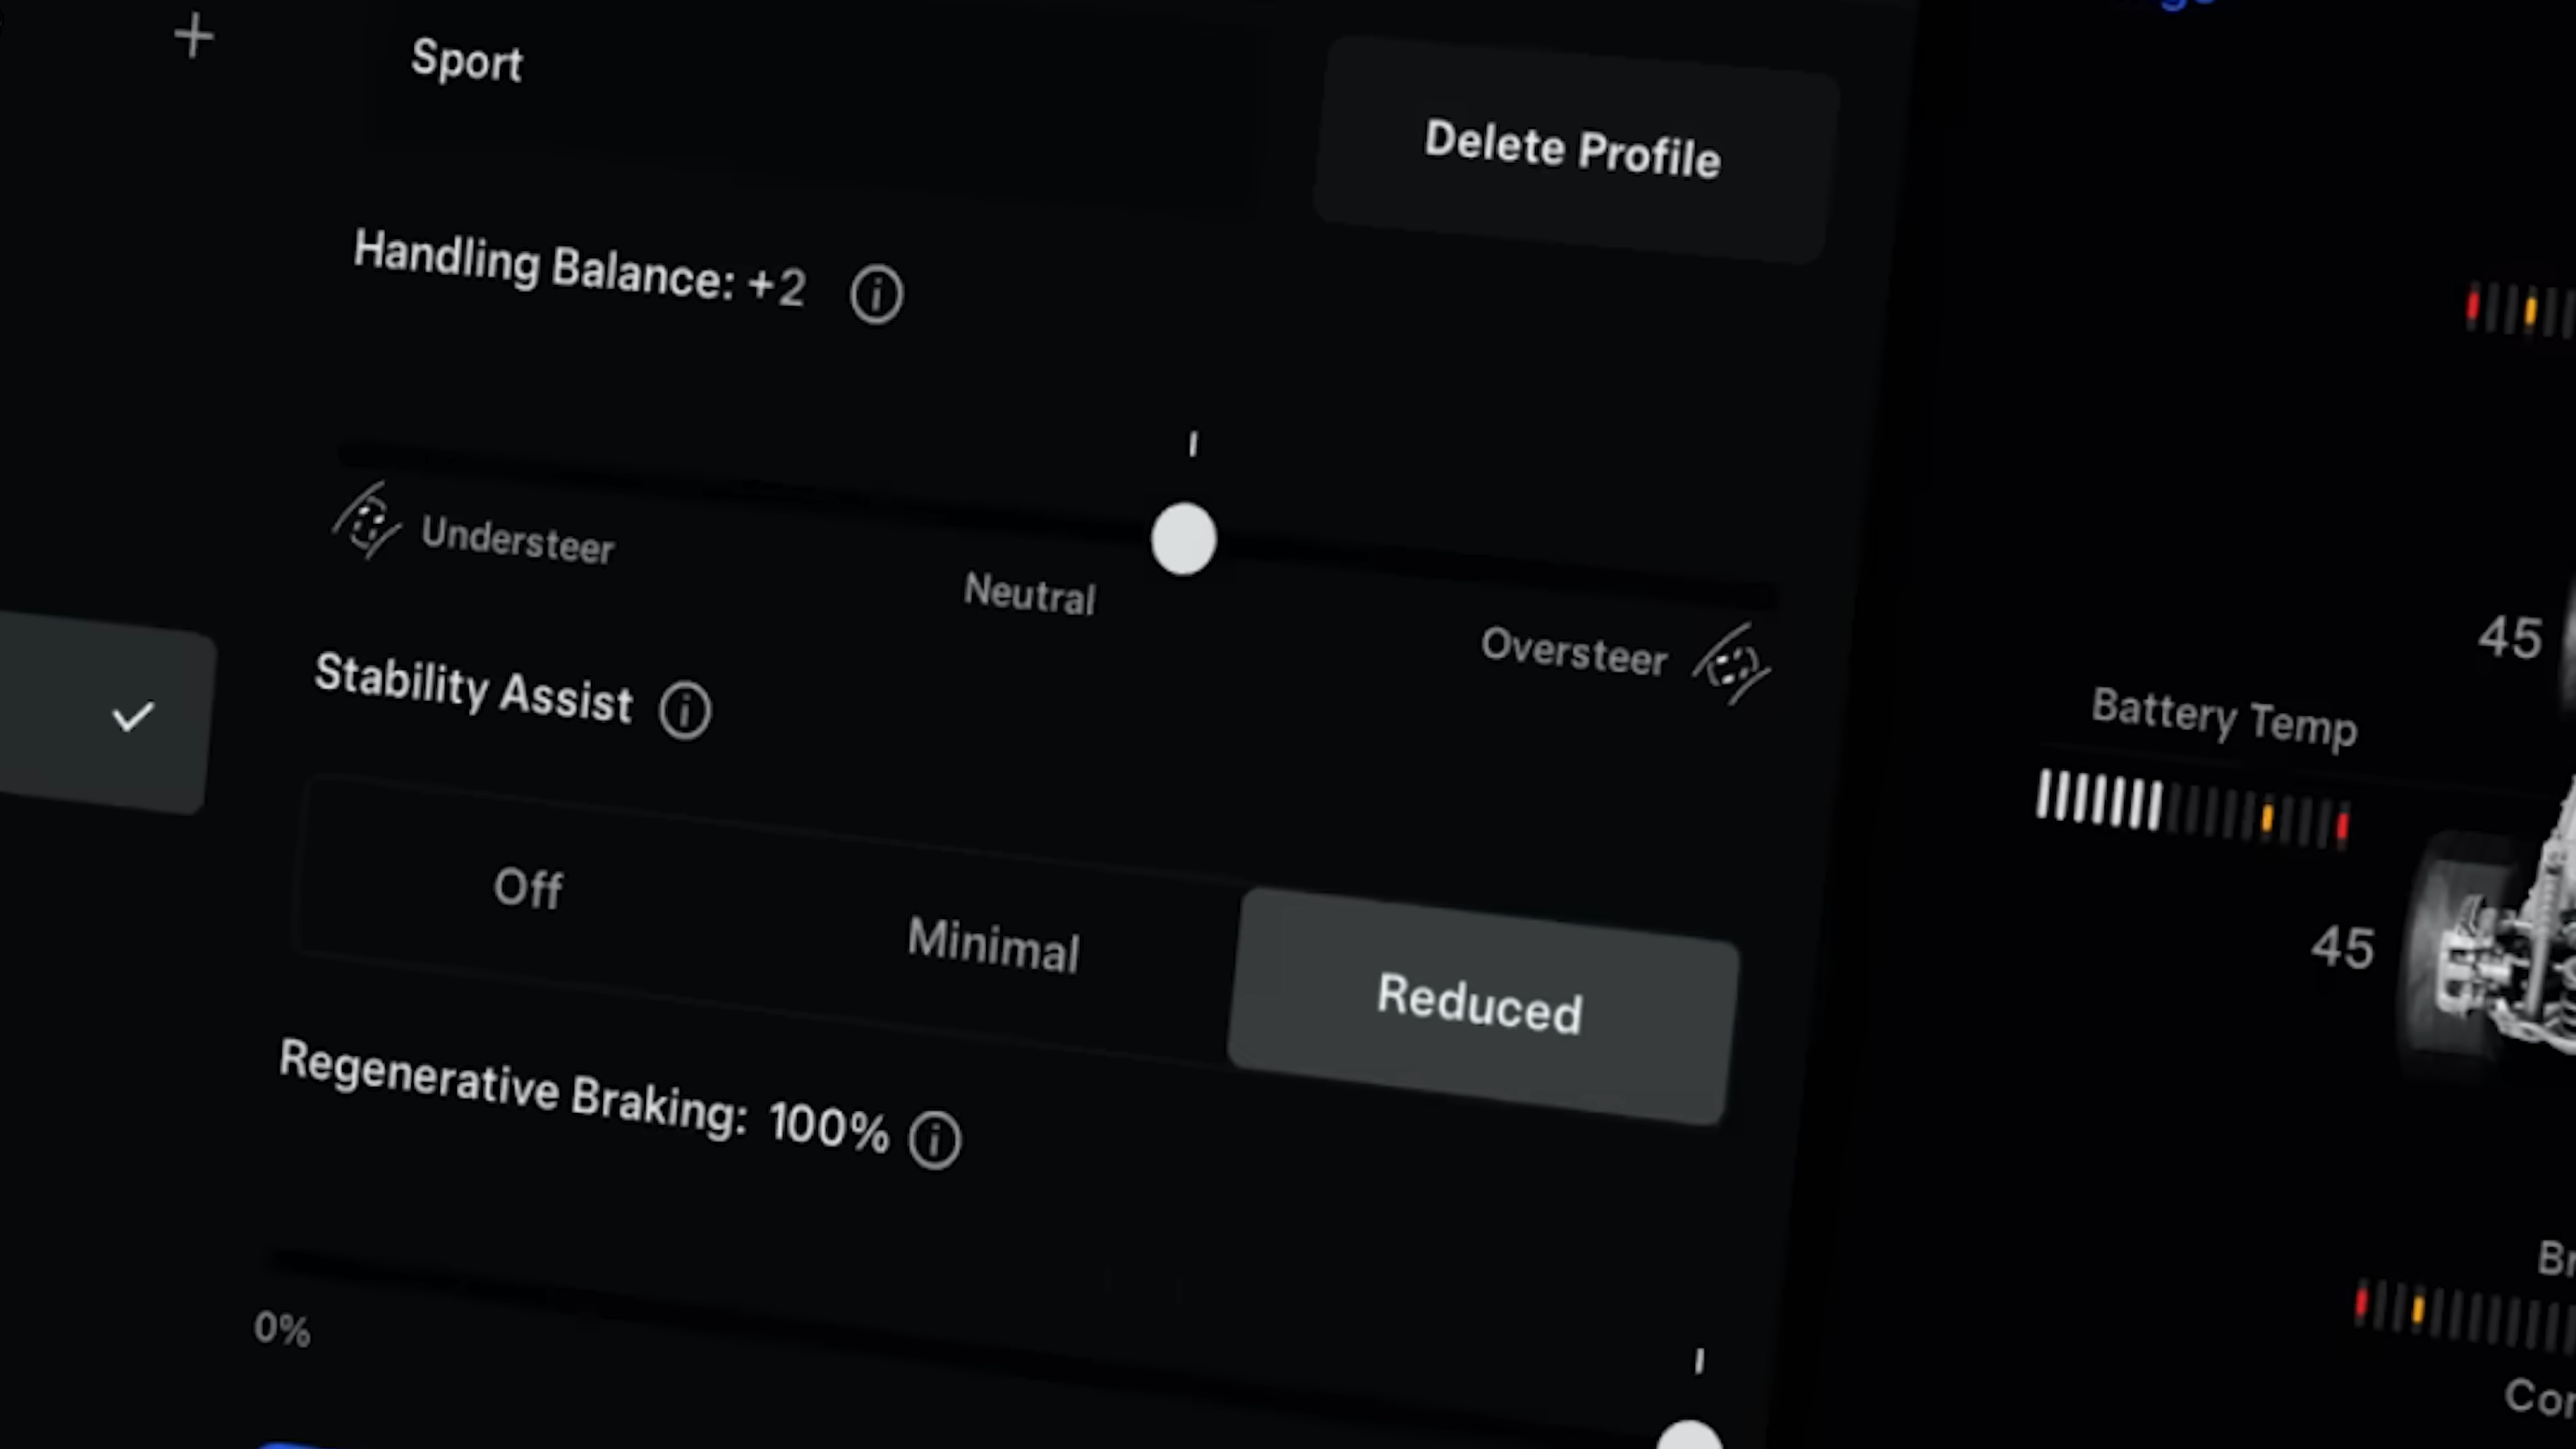 Sport
Delete Profile
Handling Balance: +2
Understeer
Neutral
Oversteer
Stability Assist
Off
Minimal
Reduced
Regenerative Braking: 100%
0%
45
Battery Temp
45